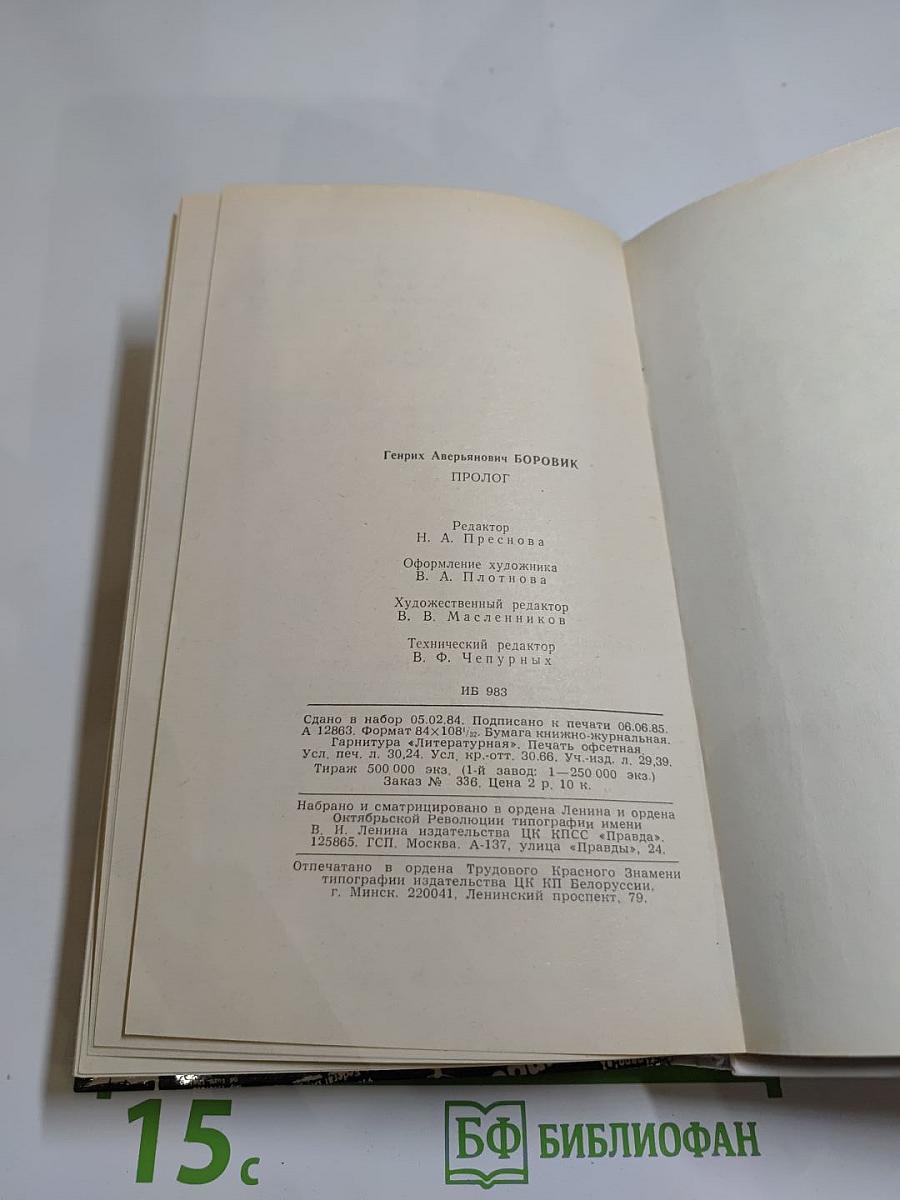 Генрих Аверьянович БОРОВИК
ПРОЛОГ
Редактор
Н. А. Преснова
Оформление художника
В. А. Плотнова
Художественный редактор
В. В. Масленников
Технический редактор
В. Ф. Чепурных
ИБ 983
Сдано в набор 05.02.84. Подписано к печати 06.06.85.
А 12863. Формат 84×108¹/₃₂. Бумага книжно-журнальная.
Гарнитура «Литературная». Печать офсетная.
Усл. печ. л. 30,24. Усл. кр.-отт. 30.66. Уч.-изд. л. 29,39.
Тираж 500 000 экз. (1-й завод: 1—250 000 экз.)
Заказ № 336. Цена 2 р. 10 к.
Набрано и сматрицировано в ордена Ленина и ордена
Октябрьской Революции типографии имени
В. И. Ленина издательства ЦК КПСС «Правда».
125865. ГСП. Москва. А-137, улица «Правды», 24.
Отпечатано в ордена Трудового Красного Знамени
типографии издательства ЦК КП Белоруссии,
г. Минск. 220041, Ленинский проспект, 79.
15 с
БФ БИБЛИОФАН